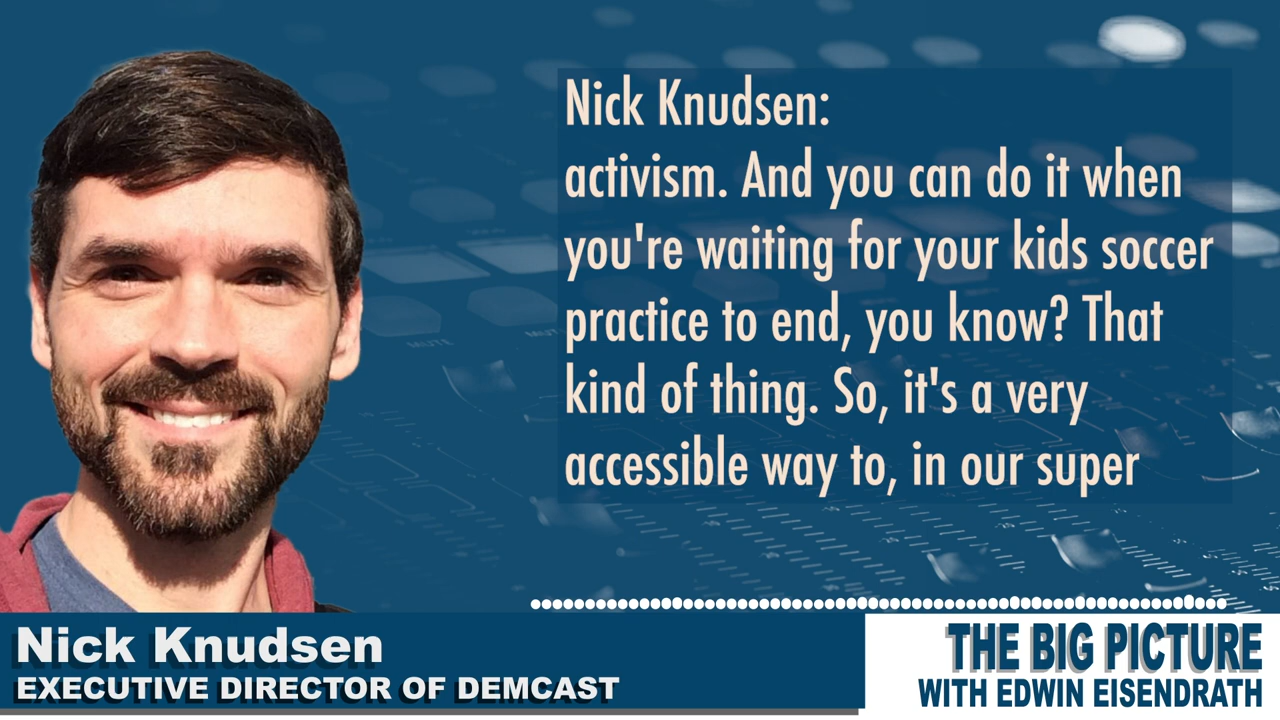 Nick Knudsen:
activism. And you can do it when
you're waiting for your kids soccer
practice to end, you know? That
kind of thing. So, it's a very
accessible way to, in our super
MUTE
Nick Knudsen
EXECUTIVE DIRECTOR OF DEMCAST
THE BIG PICTURE
WITH EDWIN EISENDRATH